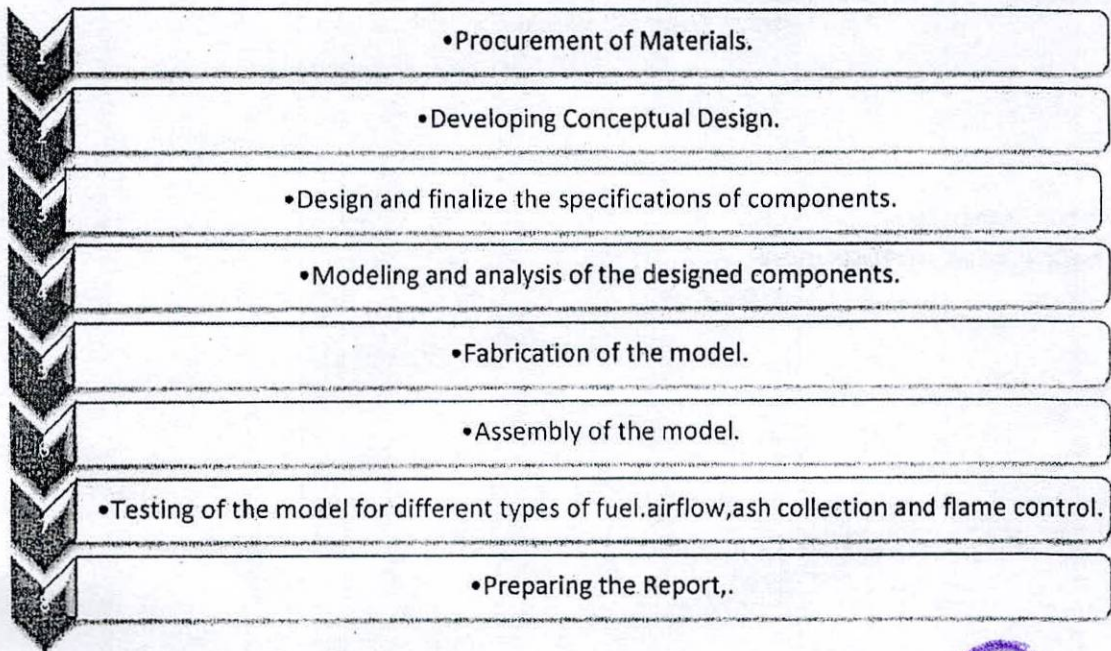 •Procurement of Materials.
•Developing Conceptual Design.
•Design and finalize the specifications of components.
•Modeling and analysis of the designed components.
•Fabrication of the model.
•Assembly of the model.
•Testing of the model for different types of fuel.airflow,ash collection and flame control.
•Preparing the Report,.